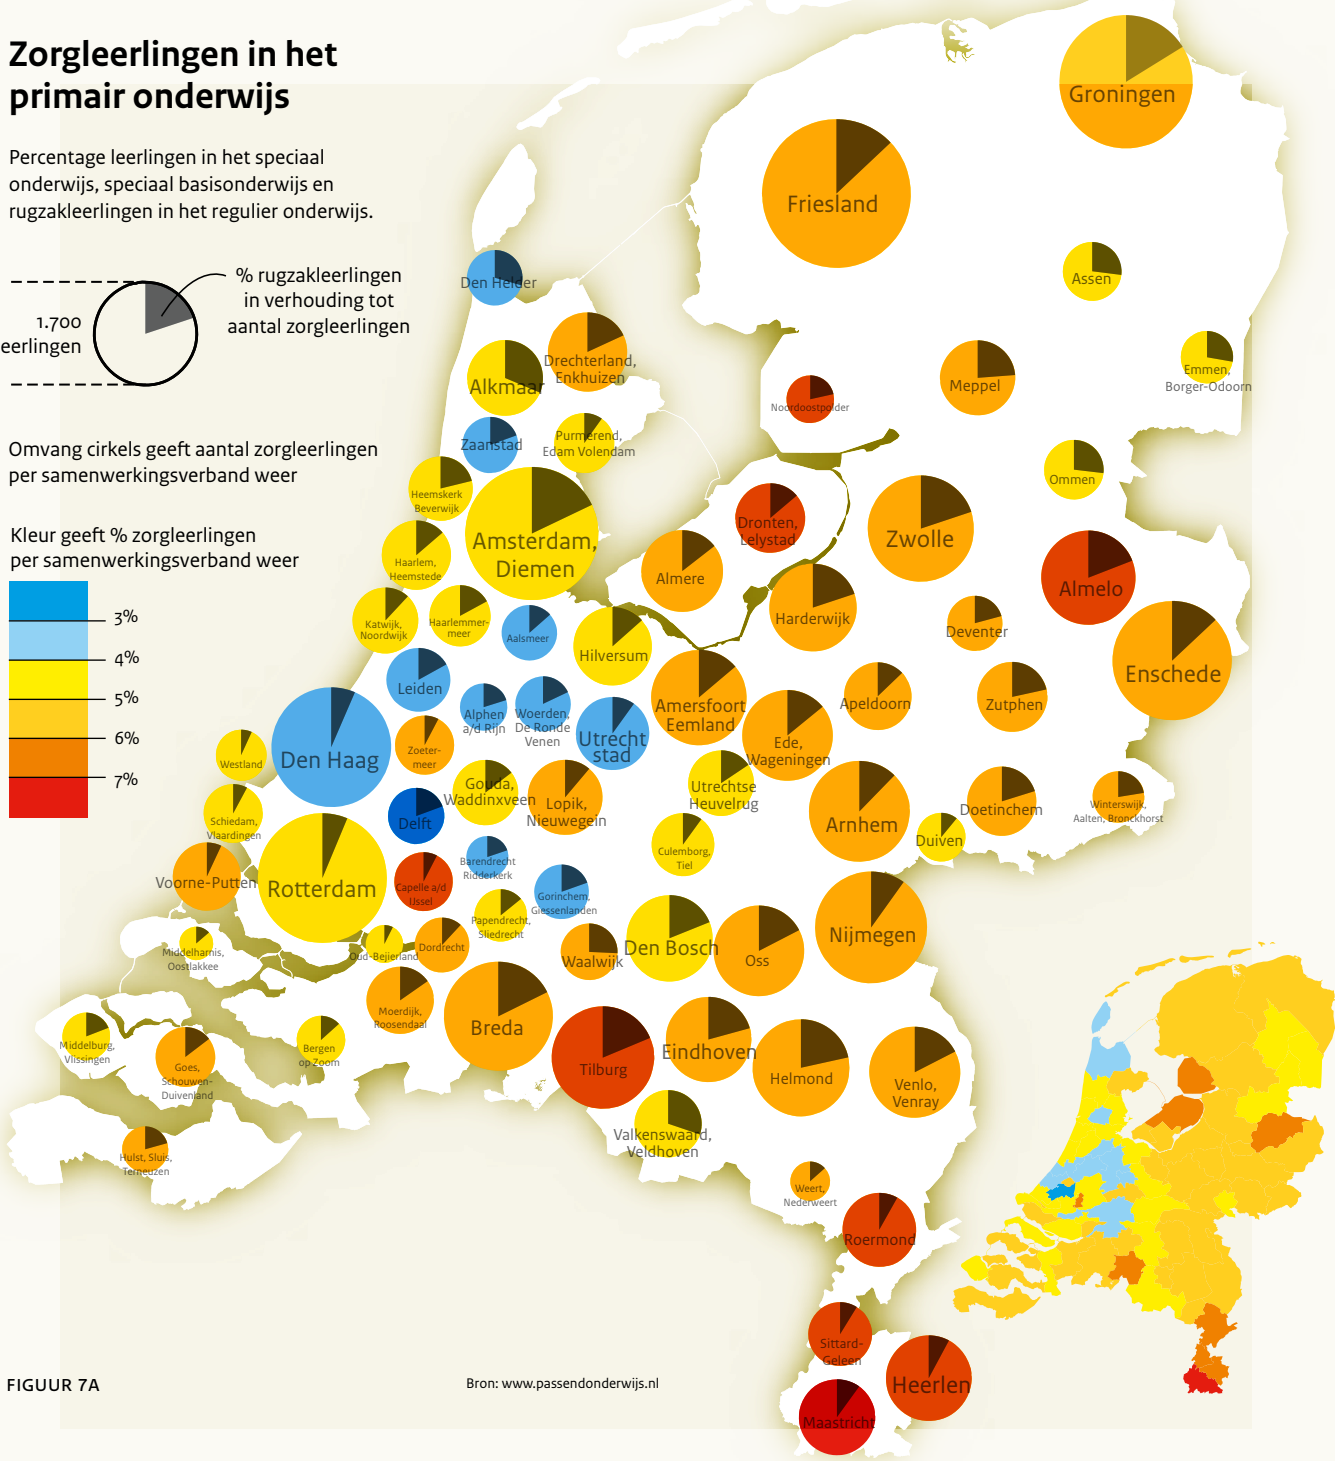 Zorgleerlingen in het
primair onderwijs
Percentage leerlingen in het speciaal
onderwijs, speciaal basisonderwijs en
rugzakleerlingen in het regulier onderwijs.
% rugzakleerlingen
in verhouding tot
aantal zorgleerlingen
1.700
eerlingen
Omvang cirkels geeft aantal zorgleerlingen
per samenwerkingsverband weer
Kleur geeft % zorgleerlingen
per samenwerkingsverband weer
3%
4%
5%
6%
7%
Groningen
Friesland
Assen
Den Helder
Drechterland,
Enkhuizen
Alkmaar
Meppel
Emmen,
Borger-Odoorn
Noordoostpolder
Zaanstad
Purmerend,
Edam Volendam
Ommen
Heemskerk
Beverwijk
Amsterdam,
Diemen
Dronten,
Lelystad
Zwolle
Haarlem,
Heemstede
Almere
Almelo
Harderwijk
Katwijk,
Noordwijk
Haarlemmer-
meer
Aalsmeer
Hilversum
Deventer
Enschede
Leiden
Amersfoort
Eemland
Apeldoorn
Zutphen
Alphen
a/d Rijn
Woerden,
De Ronde
Venen
Utrecht
stad
Ede,
Wageningen
Den Haag
Zoeter-
meer
Westland
Gouda,
Waddinxveen
Lopik,
Nieuwegein
Utrechtse
Heuvelrug
Arnhem
Doetinchem
Winterswijk,
Aalten, Bronckhorst
Schiedam,
Vlaardingen
Delft
Duiven
Culemborg,
Tiel
Barendrecht
Ridderkerk
Voorne-Putten
Rotterdam
Capelle a/d
IJssel
Gorinchem,
Giessenlanden
Papendrecht,
Sliedrecht
Nijmegen
Middelharnis,
Oostlakkee
Oud-Bejierland
Dordrecht
Waalwijk
Den Bosch
Oss
Moerdijk,
Roosendaal
Breda
Middelburg,
Vlissingen
Goes,
Schouwen-
Duivenland
Bergen
op Zoom
Tilburg
Eindhoven
Helmond
Venlo,
Venray
Valkenswaard,
Veldhoven
Hulst, Sluis,
Terneuzen
Weert,
Nederweert
Roermond
Sittard-
Geleen
Heerlen
Maastricht
FIGUUR 7A
Bron: www.passendonderwijs.nl